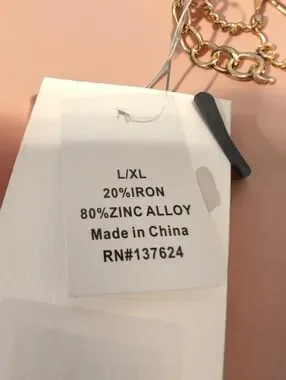 L/XL
20%IRON
80%ZINC ALLOY
Made in China
RN#137624